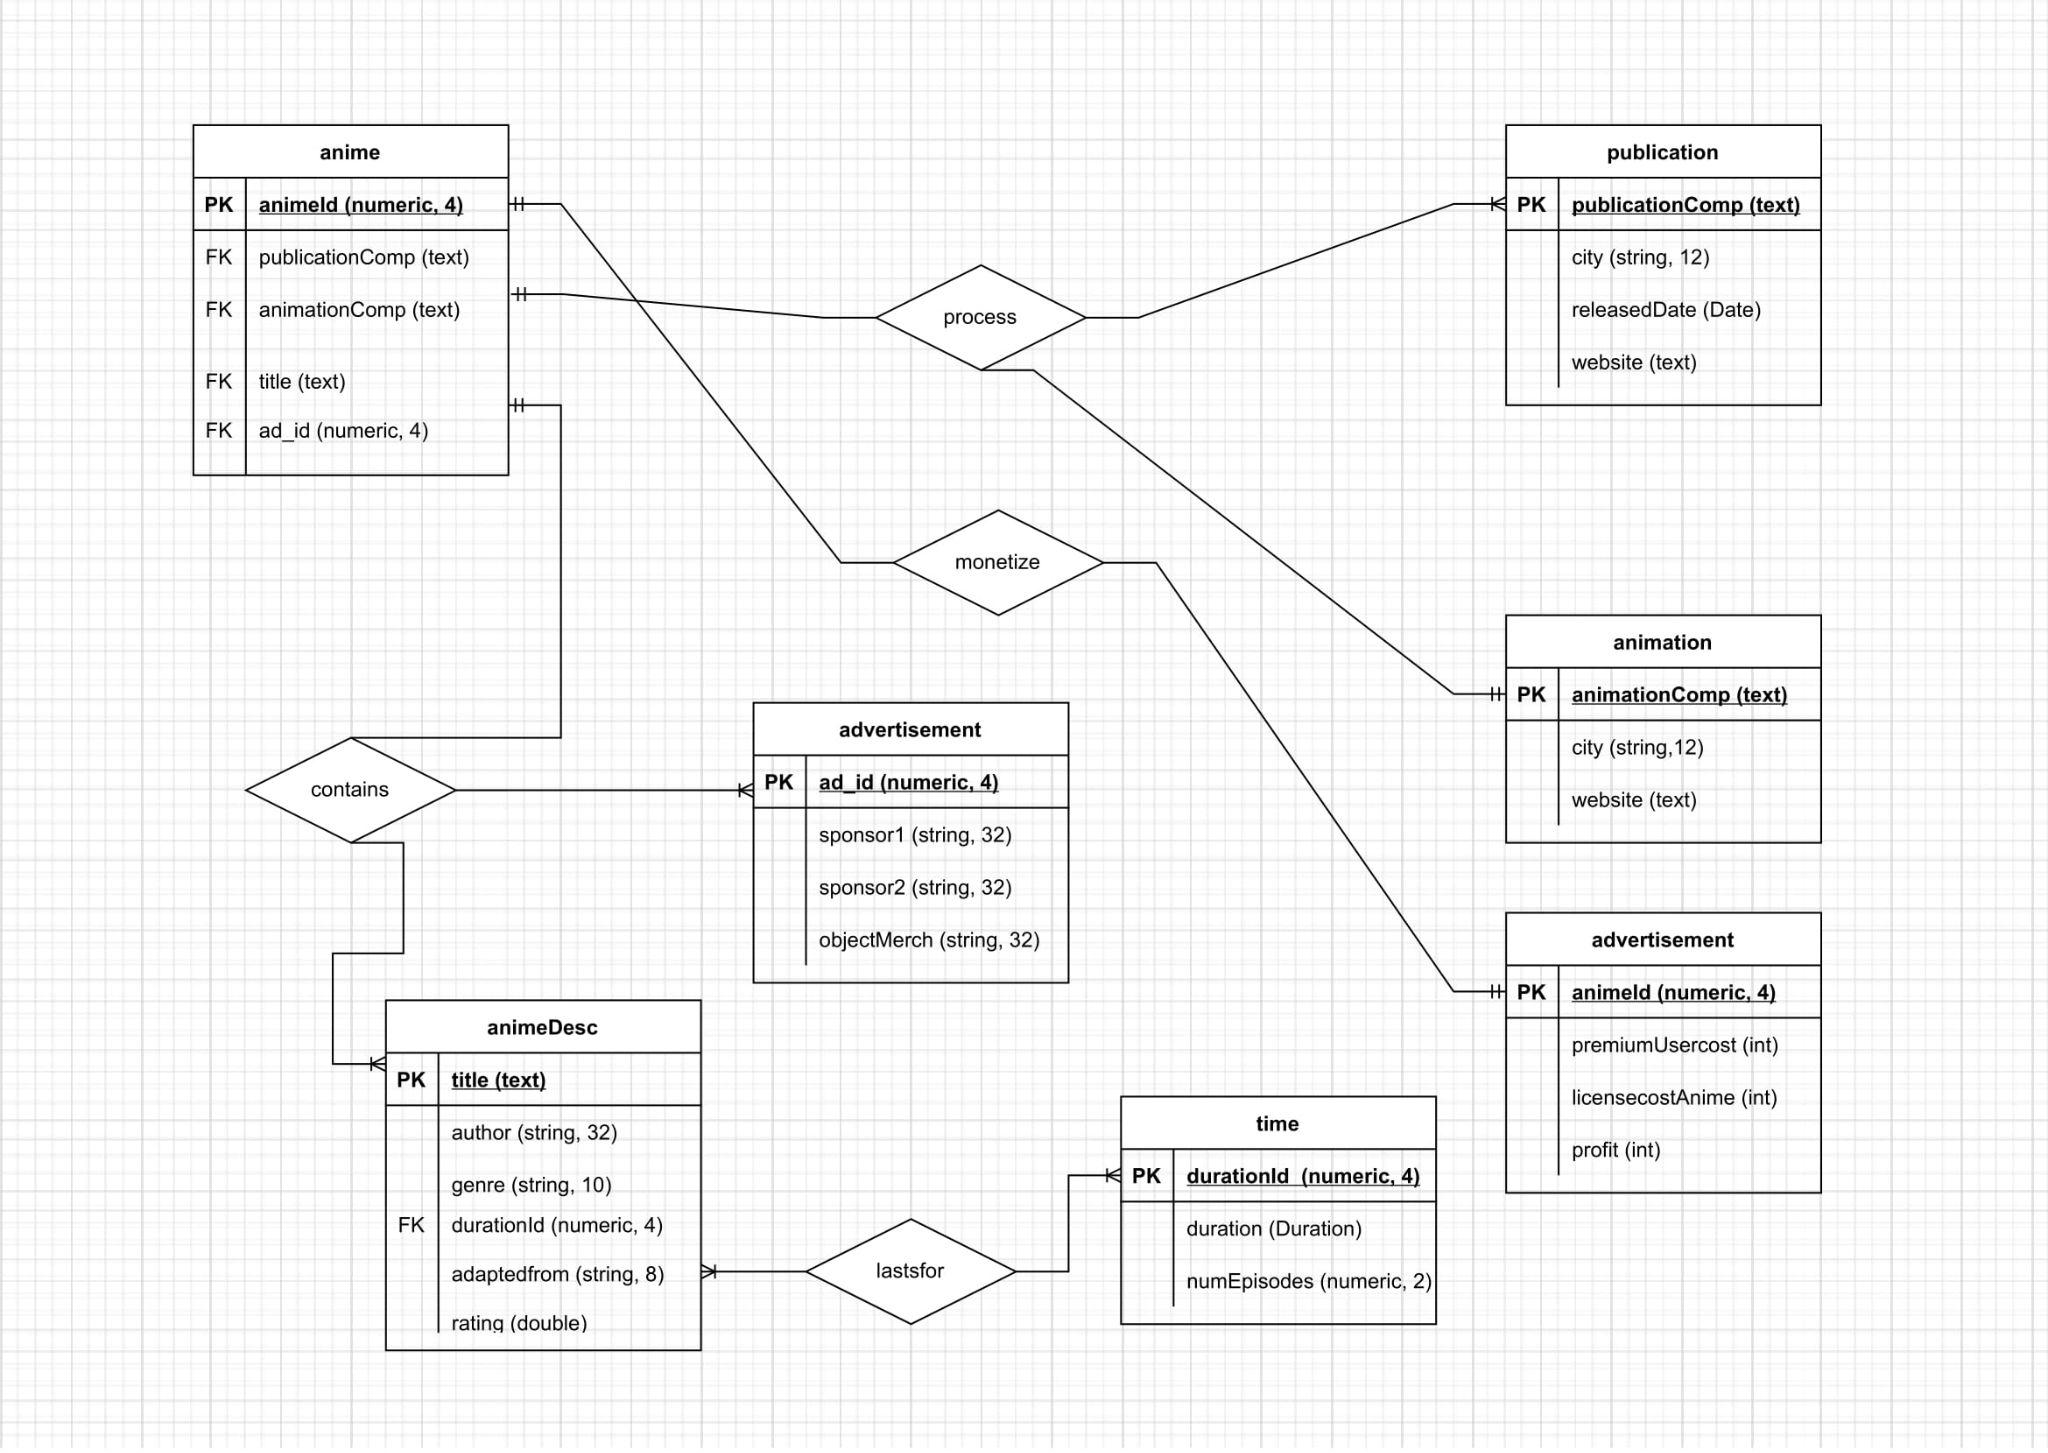 anime
PK animeId (numeric, 4)
FK publicationComp (text)
FK animationComp (text)
FK title (text)
FK ad_id (numeric, 4)
publication
PK publicationComp (text)
city (string, 12)
releasedDate (Date)
website (text)
process
monetize
animation
PK animationComp (text)
city (string,12)
website (text)
contains
advertisement
PK ad_id (numeric, 4)
sponsor1 (string, 32)
sponsor2 (string, 32)
objectMerch (string, 32)
advertisement
PK animeId (numeric, 4)
premiumUsercost (int)
licensecostAnime (int)
profit (int)
animeDesc
PK title (text)
author (string, 32)
genre (string, 10)
FK durationId (numeric, 4)
adaptedfrom (string, 8)
rating (double)
lastsfor
time
PK durationId (numeric, 4)
duration (Duration)
numEpisodes (numeric, 2)